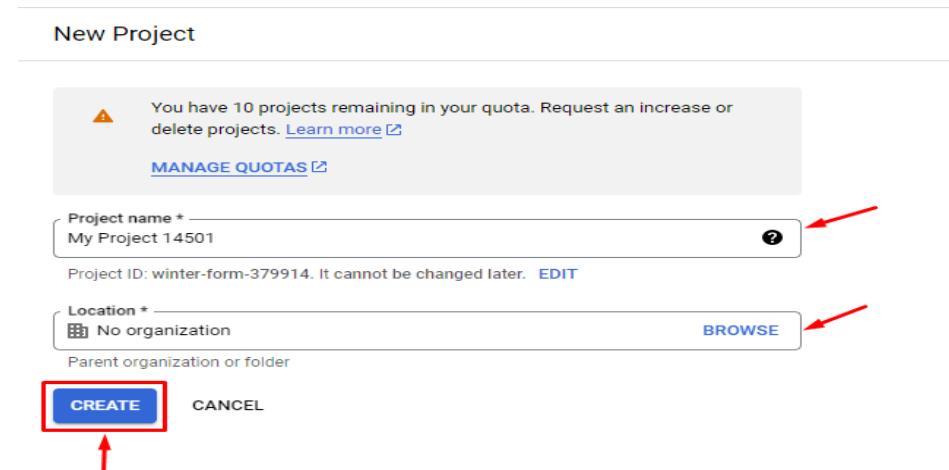 New Project
You have 10 projects remaining in your quota. Request an increase or
delete projects. Learn more
MANAGE QUOTAS
Project name *
My Project 14501
Project ID: winter-form-379914. It cannot be changed later. EDIT
Location *
No organization BROWSE
Parent organization or folder
CREATE CANCEL